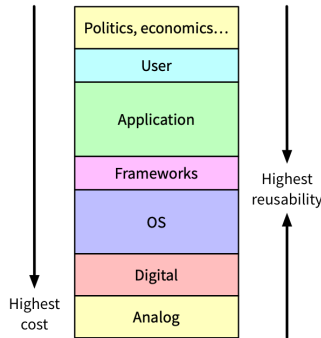 Politics, economics…
User
Application
Frameworks
Highest
reusability
OS
Digital
Highest
cost
Analog